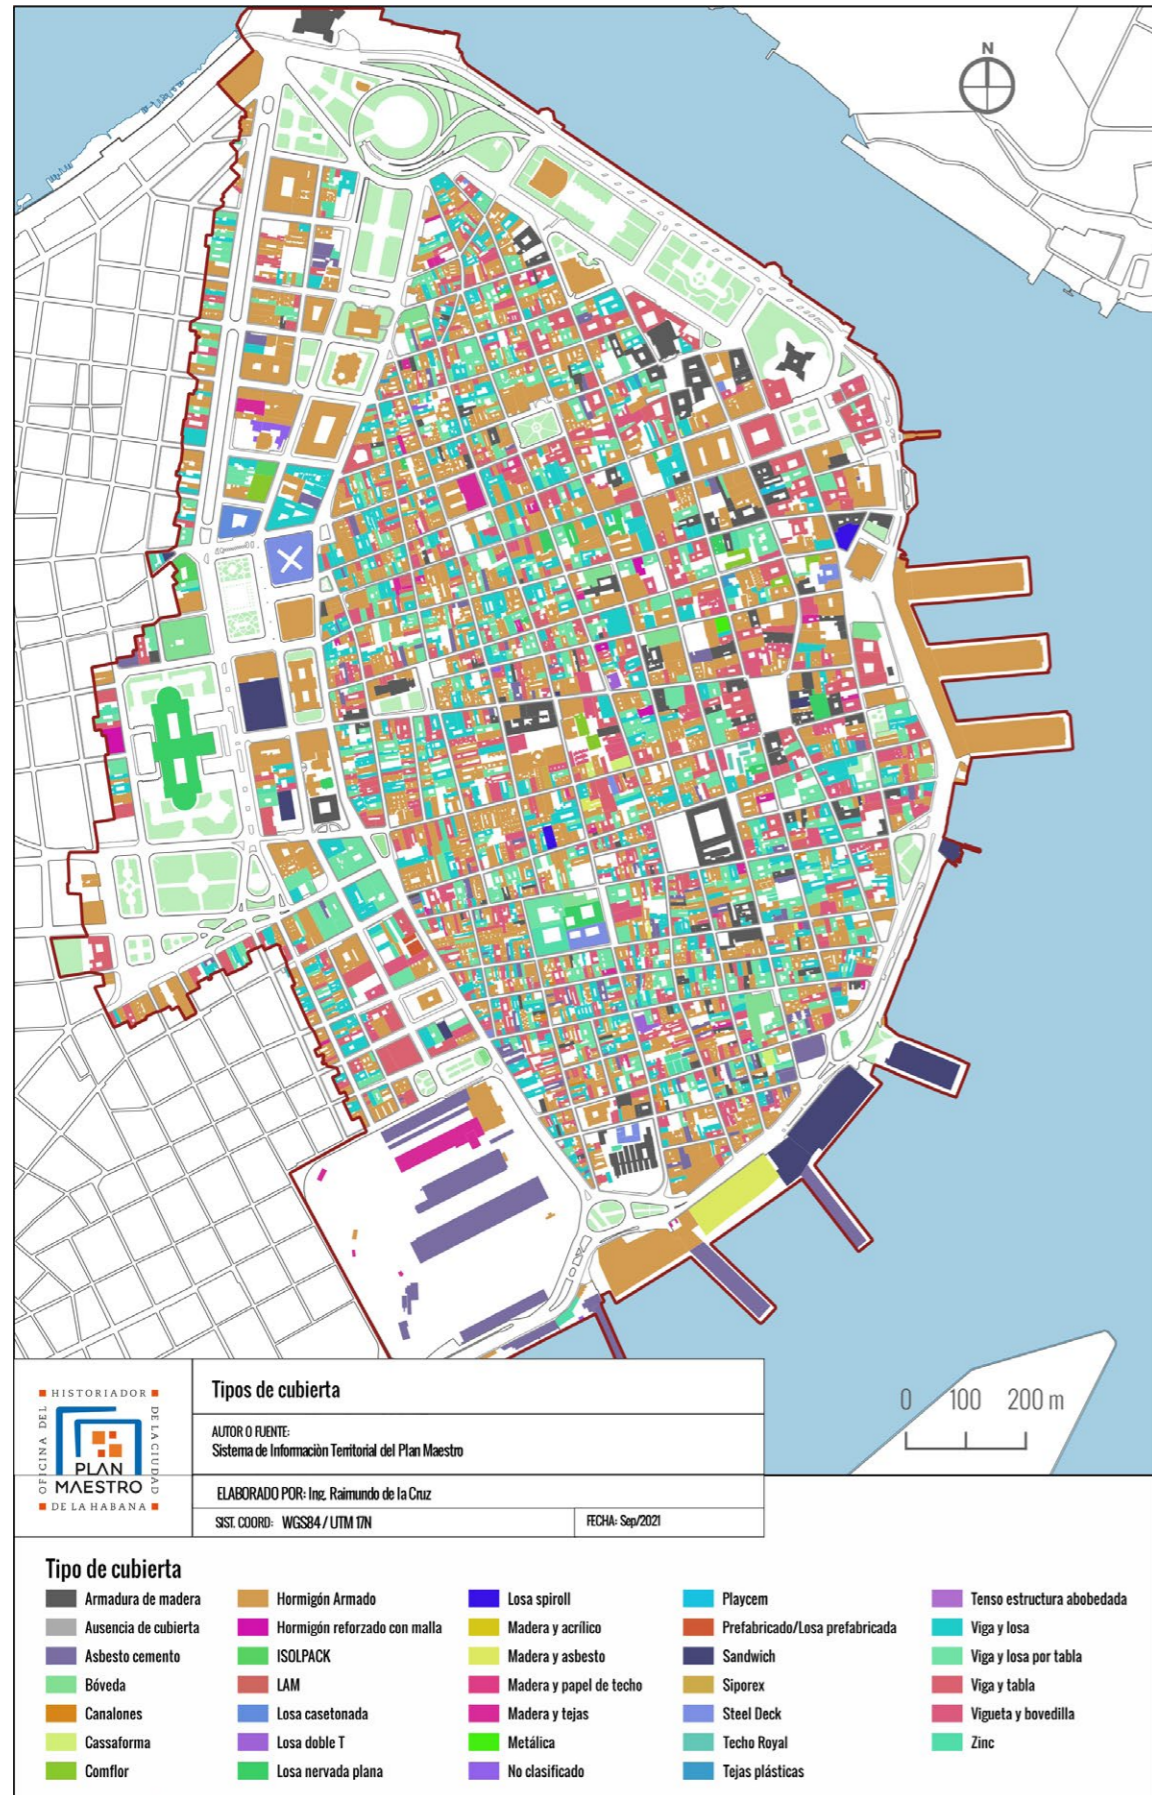 N
0 100 200 m
HISTORIADOR
OFICINA DEL
DE LA CIUDAD
PLAN
MAESTRO
DE LA HABANA
Tipos de cubierta
AUTOR O FUENTE:
Sistema de Informaciòn Territorial del Plan Maestro
ELABORADO POR: Ing. Raimundo de la Cruz
SIST. COORD: WGS84 / UTM 17N
FECHA: Sep/2021
Tipo de cubierta
Armadura de madera
Ausencia de cubierta
Asbesto cemento
Bóveda
Canalones
Cassaforma
Comflor
Hormigón Armado
Hormigón reforzado con malla
ISOLPACK
LAM
Losa casetonada
Losa doble T
Losa nervada plana
Losa spiroll
Madera y acrílico
Madera y asbesto
Madera y papel de techo
Madera y tejas
Metálica
No clasificado
Playcem
Prefabricado/Losa prefabricada
Sandwich
Siporex
Steel Deck
Techo Royal
Tejas plásticas
Tenso estructura abobedada
Viga y losa
Viga y losa por tabla
Viga y tabla
Vigueta y bovedilla
Zinc